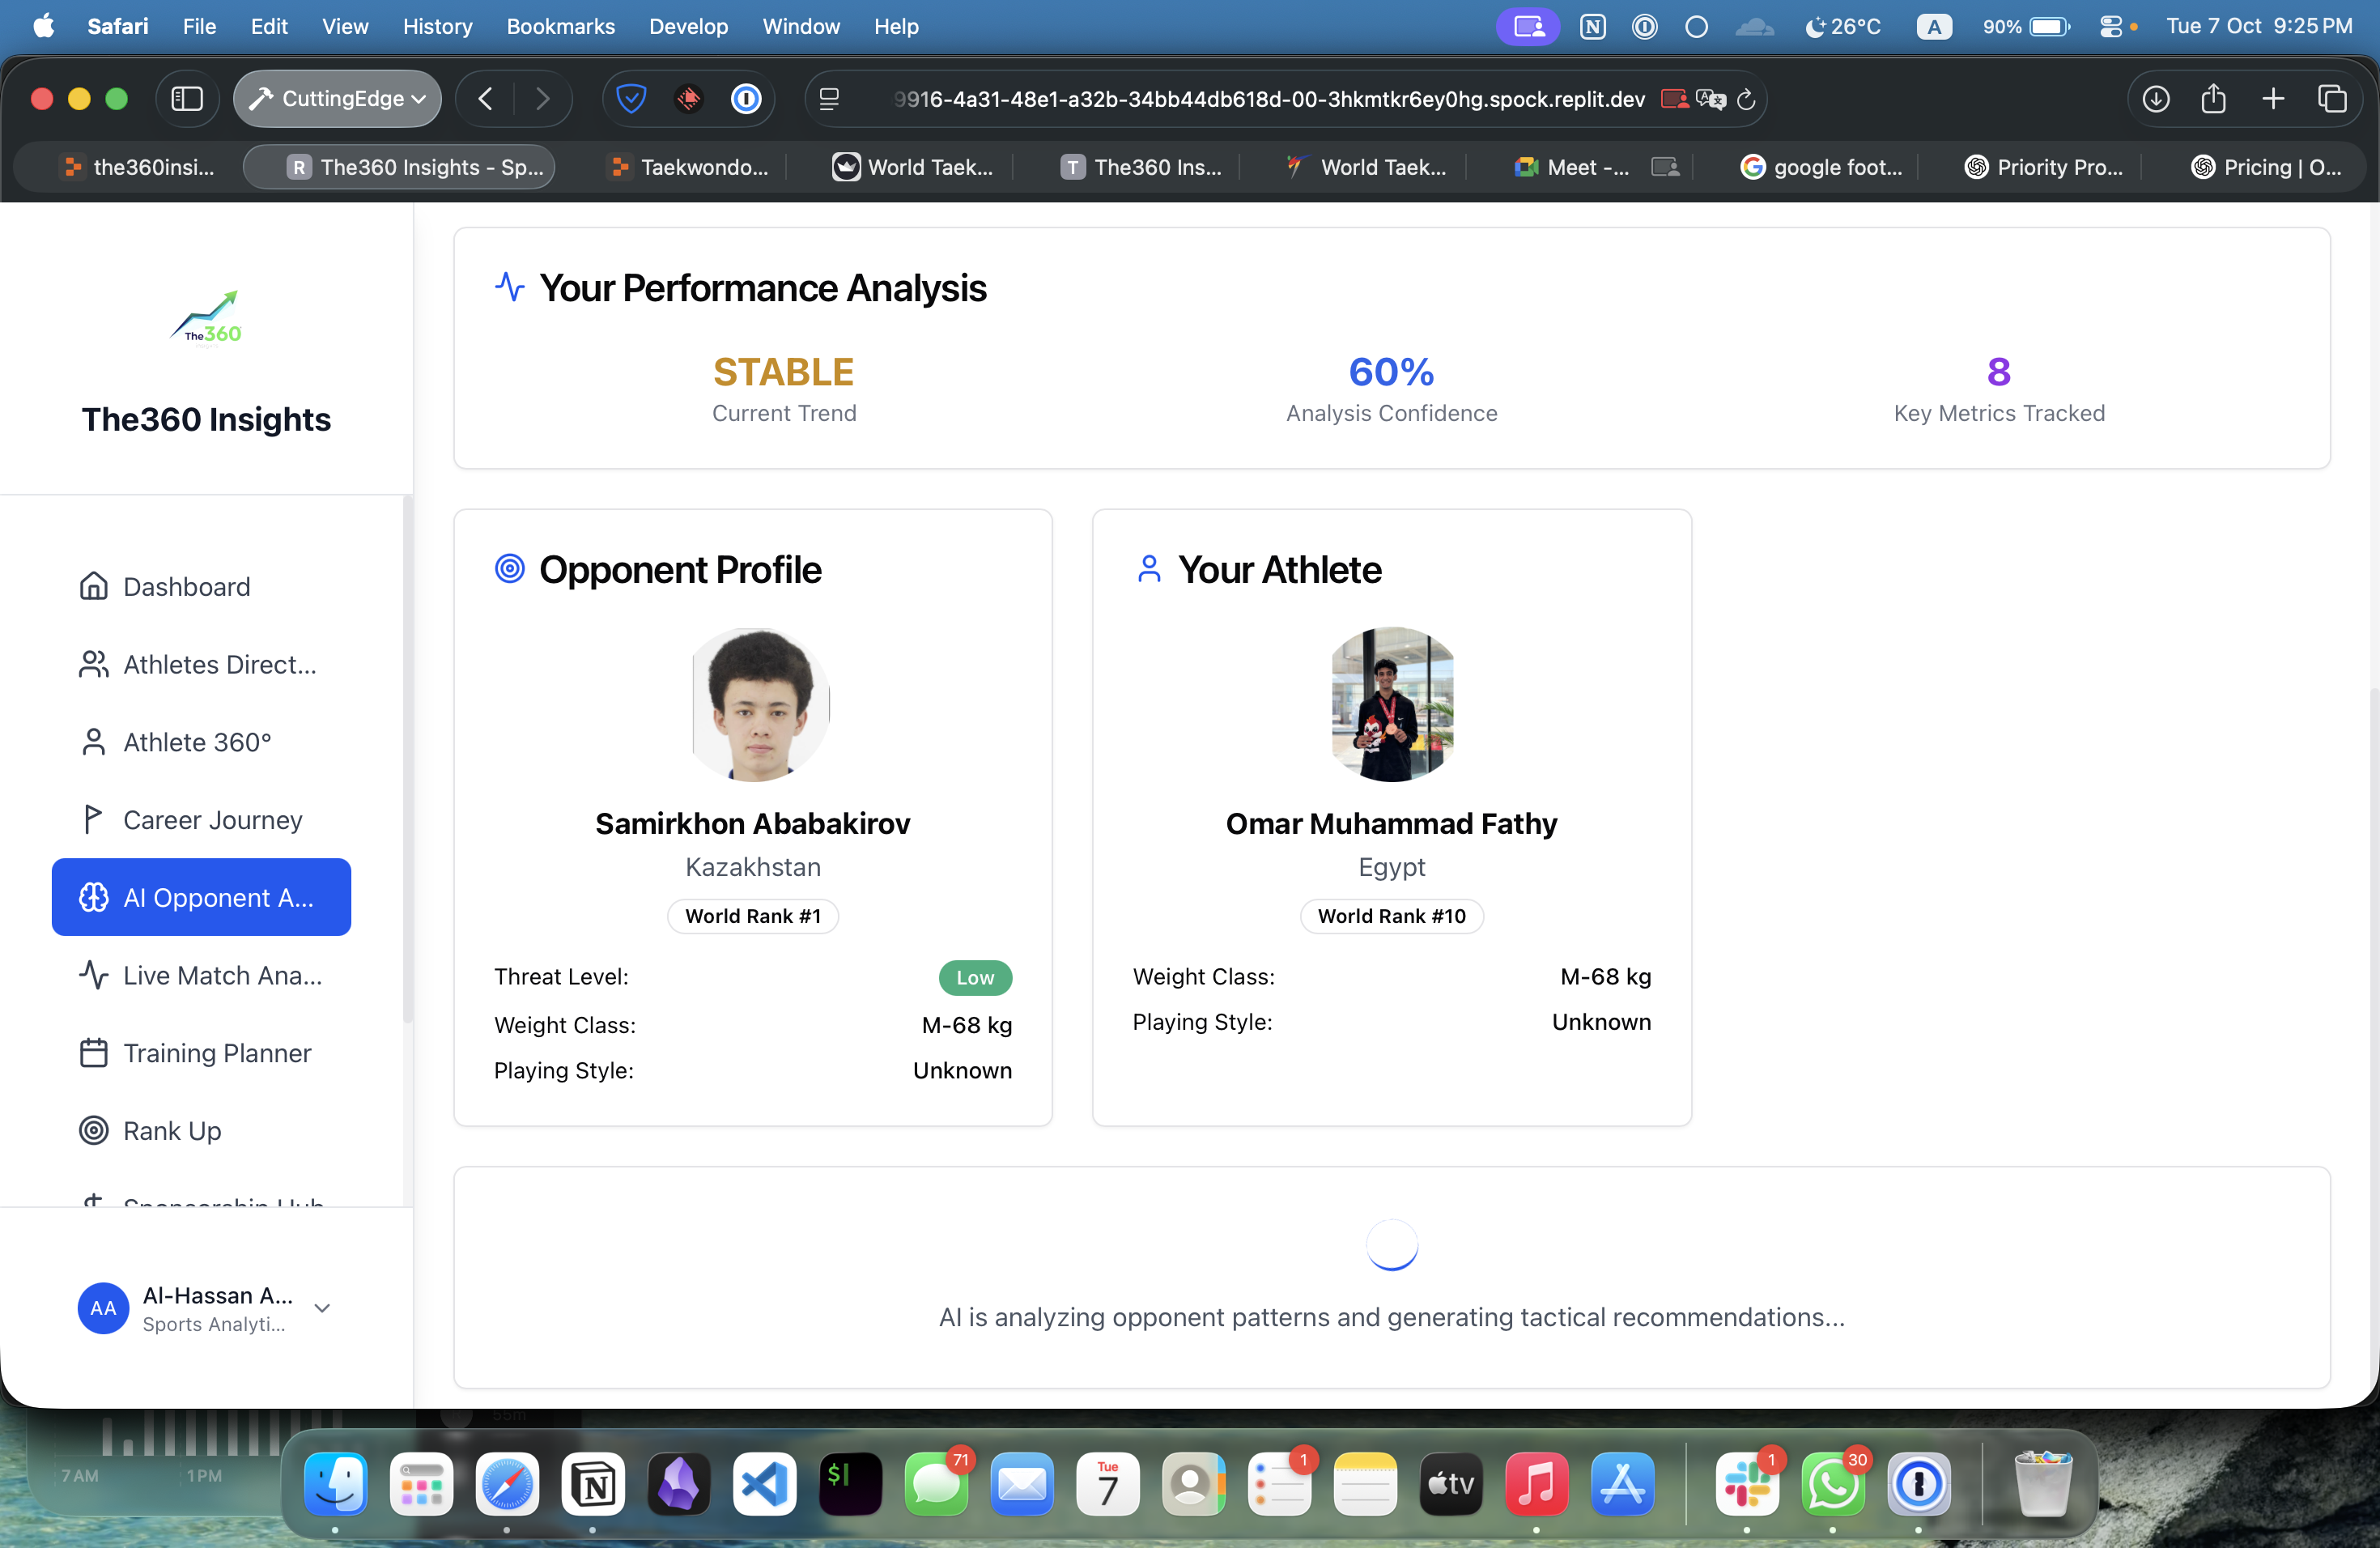 Safari File Edit View History Bookmarks Develop Window Help
26°C A 90% Tue 7 Oct 9:25 PM
CuttingEdge
9916-4a31-48e1-a32b-34bb44db618d-00-3hkmtkr6ey0hg.spock.replit.dev
the360insi...
R The360 Insights - Sp...
Taekwondo...
World Taek...
T The360 Ins...
World Taek...
Meet -...
google foot...
Priority Pro...
Pricing | O...
The360
The360 Insights
Dashboard
Athletes Direct...
Athlete 360°
Career Journey
AI Opponent A...
Live Match Ana...
Training Planner
Rank Up
Sponsorship Hub
AA
Al-Hassan A...
Sports Analyti...
Your Performance Analysis
STABLE
Current Trend
60%
Analysis Confidence
8
Key Metrics Tracked
Opponent Profile
Samirkhon Ababakirov
Kazakhstan
World Rank #1
Threat Level: Low
Weight Class: M-68 kg
Playing Style: Unknown
Your Athlete
Omar Muhammad Fathy
Egypt
World Rank #10
Weight Class: M-68 kg
Playing Style: Unknown
AI is analyzing opponent patterns and generating tactical recommendations...
55m
7 AM 1 PM
$
71
Tue
7
1
tv
1
30